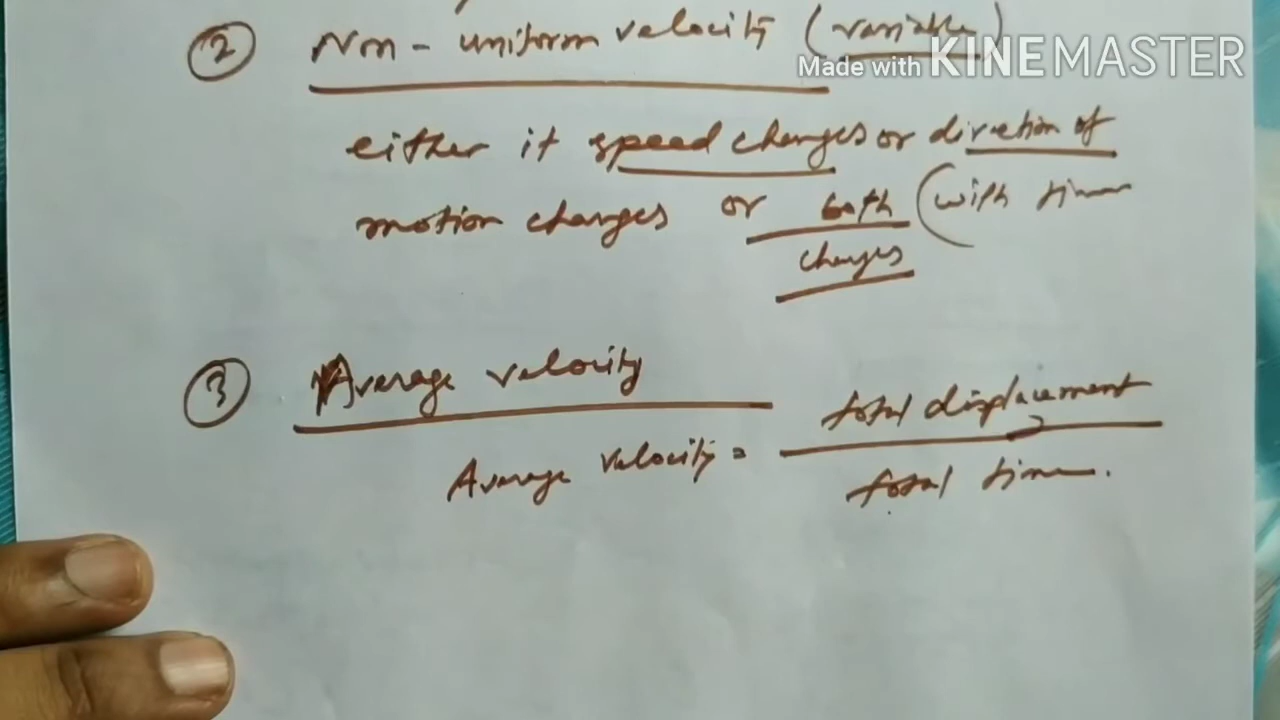 ② Non-uniform velocity (variable)
Made with KINEMASTER
either it speed changes or direction of
motion changes or both (with time
changes
③ Average velocity
Average velocity = total displacement
total time.